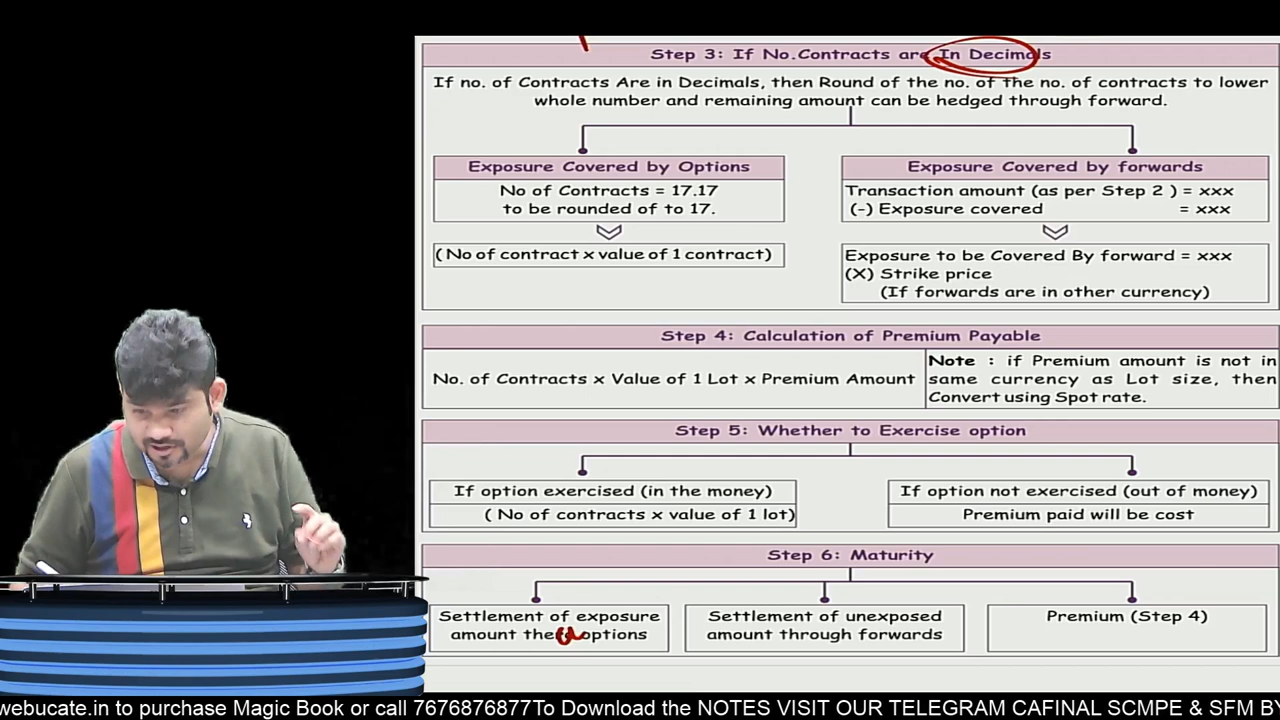 Step 3: If No.Contracts are In Decimals
If no. of Contracts Are in Decimals, then Round of the no. of the no. of contracts to lower
whole number and remaining amount can be hedged through forward.
Exposure Covered by Options
No of Contracts = 17.17
to be rounded of to 17.
(No of contract x value of 1 contract)
Exposure Covered by forwards
Transaction amount (as per Step 2 ) = xxx
(-) Exposure covered = xxx
Exposure to be Covered By forward = xxx
(X) Strike price
(If forwards are in other currency)
Step 4: Calculation of Premium Payable
No. of Contracts x Value of 1 Lot x Premium Amount
Note : if Premium amount is not in
same currency as Lot size, then
Convert using Spot rate.
Step 5: Whether to Exercise option
If option exercised (in the money)
( No of contracts x value of 1 lot)
If option not exercised (out of money)
Premium paid will be cost
Step 6: Maturity
Settlement of exposure
amount options
Settlement of unexposed
amount through forwards
Premium (Step 4)
webucate.in to purchase Magic Book or call 7676876877To Download the NOTES VISIT OUR TELEGRAM CAFINAL SCMPE & SFM BY